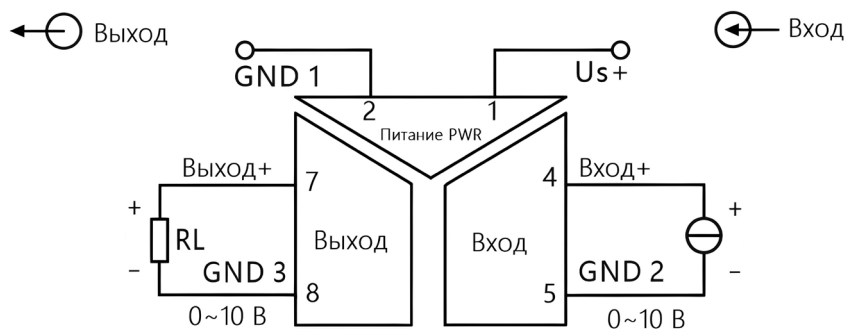 Выход
Вход
GND 1
Us+
2
1
Питание PWR
Выход+
7
4
Вход+
+
+
RL
Выход
Вход
–
GND 3
GND 2
–
8
5
0~10 В
0~10 В